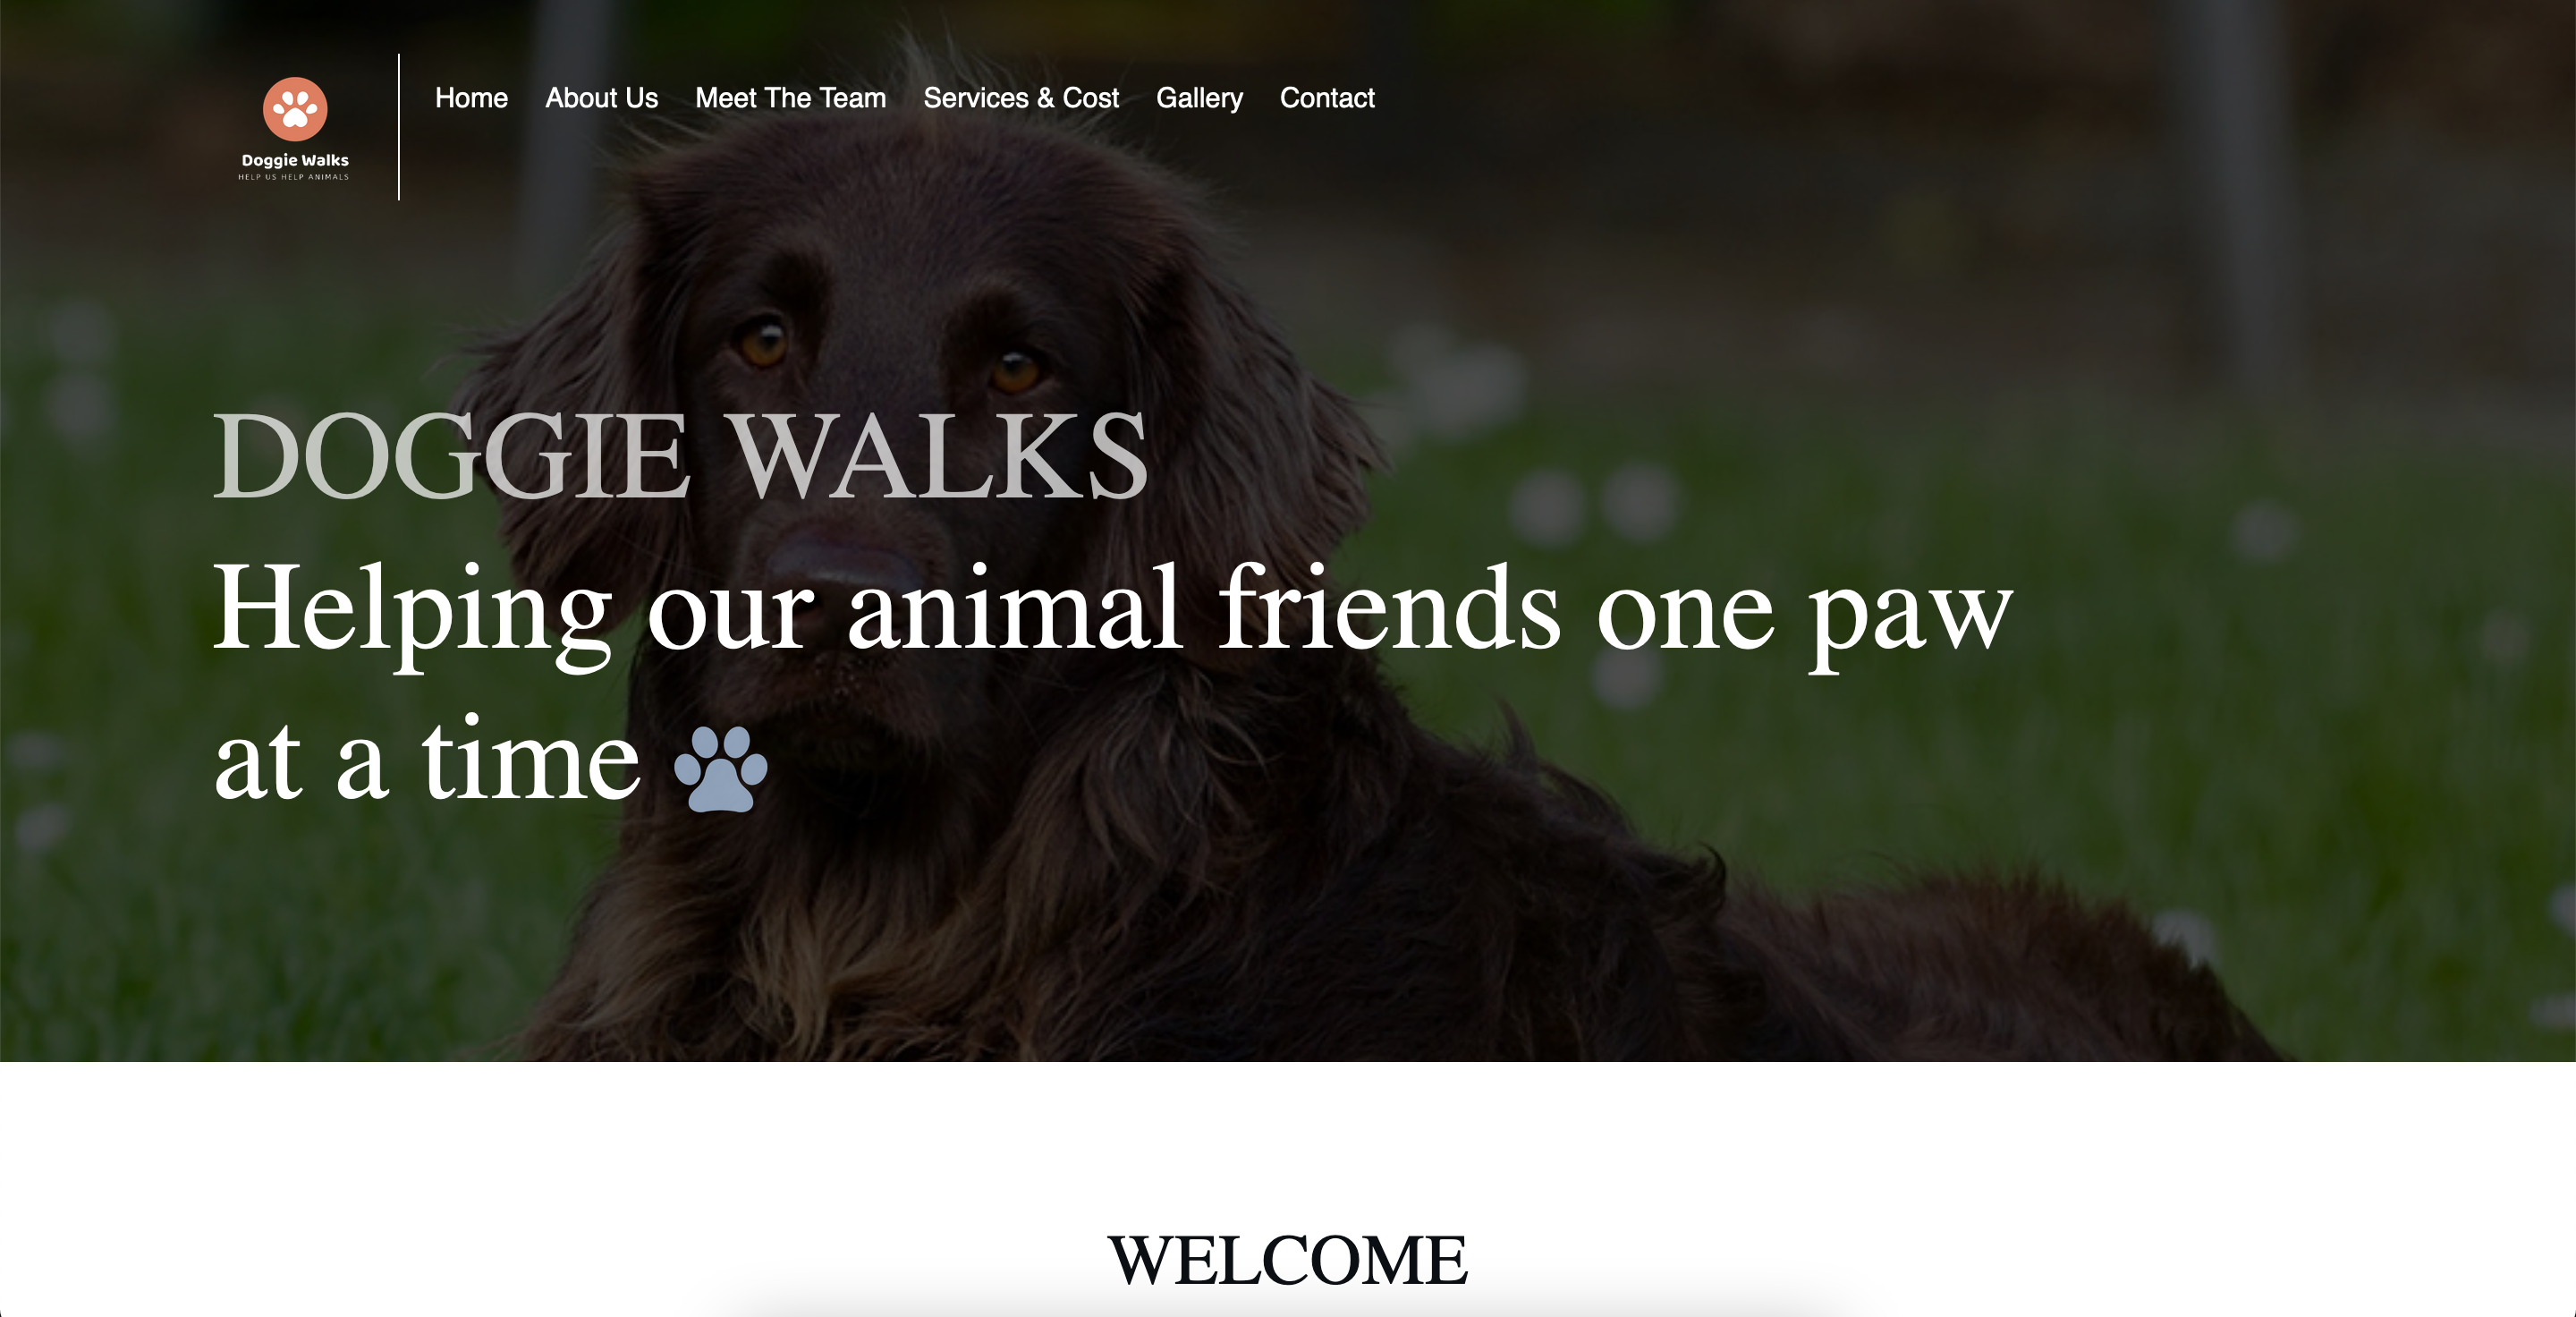 Doggie Walks
HELP US HELP ANIMALS
Home About Us Meet The Team Services & Cost Gallery Contact
DOGGIE WALKS
Helping our animal friends one paw
at a time 🐾
WELCOME